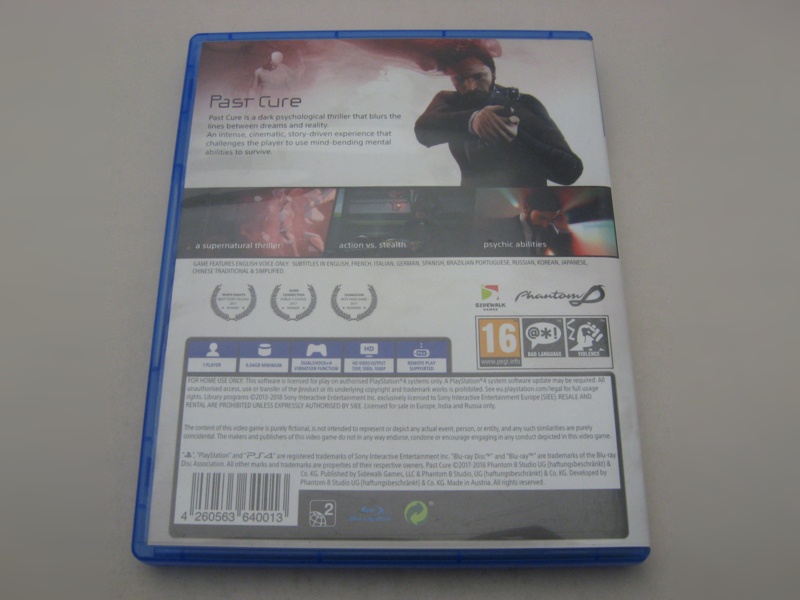 Past Cure
Past Cure is a dark psychological thriller that blurs the
lines between dreams and reality.
An intense, cinematic, story-driven experience that
challenges the player to use mind-bending mental
abilities to survive.
a supernatural thriller
action vs. stealth
psychic abilities
GAME FEATURES ENGLISH VOICE ONLY. SUBTITLES IN ENGLISH, FRENCH, ITALIAN, GERMAN, SPANISH, BRAZILIAN PORTUGUESE, RUSSIAN, KOREAN, JAPANESE,
CHINESE TRADITIONAL & SIMPLIFIED.
SIDEWALK
GAMES
Phantom
16
www.pegi.info
@*!
BAD LANGUAGE
VIOLENCE
1 PLAYER
DUALSHOCK®4
VIBRATION FUNCTION
HD
HD VIDEO OUTPUT
REMOTE PLAY
SUPPORTED
FOR HOME USE ONLY. This software is licensed for play on authorised PlayStation®4 systems only. A PlayStation®4 system software update may be required. All
unauthorised access, use or transfer of the product or its underlying copyright and trademark works is prohibited. See eu.playstation.com/legal for full usage
rights. Library programs ©2013-2018 Sony Interactive Entertainment Inc. exclusively licensed to Sony Interactive Entertainment Europe (SIEE). RESALE AND
RENTAL ARE PROHIBITED UNLESS EXPRESSLY AUTHORISED BY SIEE. Licensed for sale in Europe, India and Russia only.
The content of this video game is purely fictional, is not intended to represent or depict any actual event, person, or entity, and any such similarities are purely
coincidental. The makers and publishers of this video game do not in any way endorse, condone or encourage engaging in any conduct depicted in this video game.
", "PlayStation" and "PS4" are registered trademarks of Sony Interactive Entertainment Inc. "Blu-ray Disc™" and "Blu-ray™" are trademarks of the Blu-ray
Disc Association. All other marks and trademarks are properties of their respective owners. Past Cure ©2017-2018 Phantom 8 Studio UG (haftungsbeschränkt) &
Co. KG. Published by Sidewalk Games, LLC & Phantom 8 Studio UG (haftungsbeschränkt) & Co. KG. Developed by
Phantom 8 Studio UG (haftungsbeschränkt) & Co. KG. Made in Austria. All rights reserved.
4 260563 640013
2